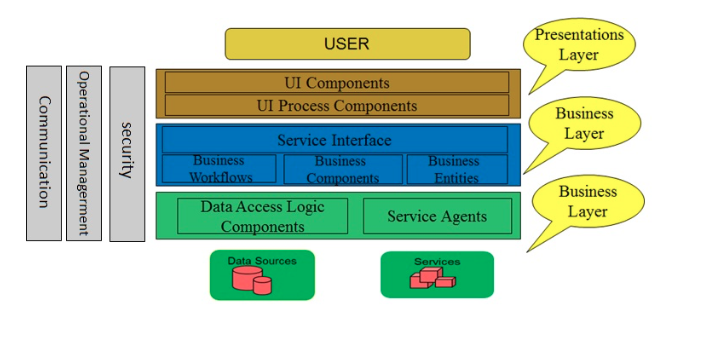 USER
Presentations
Layer
Communication
Operational Managerment
security
UI Components
UI Process Components
Business
Layer
Service Interface
Business
Workflows
Business
Components
Business
Entities
Business
Layer
Data Access Logic
Components
Service Agents
Data Sources
Services